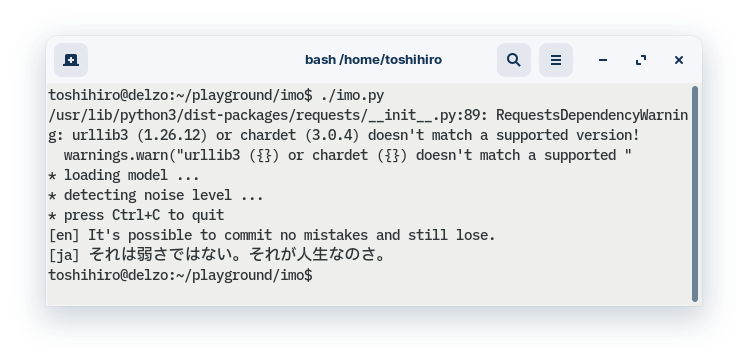 bash /home/toshihiro
toshihiro@delzo:~/playground/imo$ ./imo.py
/usr/lib/python3/dist-packages/requests/__init__.py:89: RequestsDependencyWarnin
g: urllib3 (1.26.12) or chardet (3.0.4) doesn't match a supported version!
  warnings.warn("urllib3 ({}) or chardet ({}) doesn't match a supported "
* loading model ...
* detecting noise level ...
* press Ctrl+C to quit
[en] It's possible to commit no mistakes and still lose.
[ja] それは弱さではない。それが人生なのさ。
toshihiro@delzo:~/playground/imo$